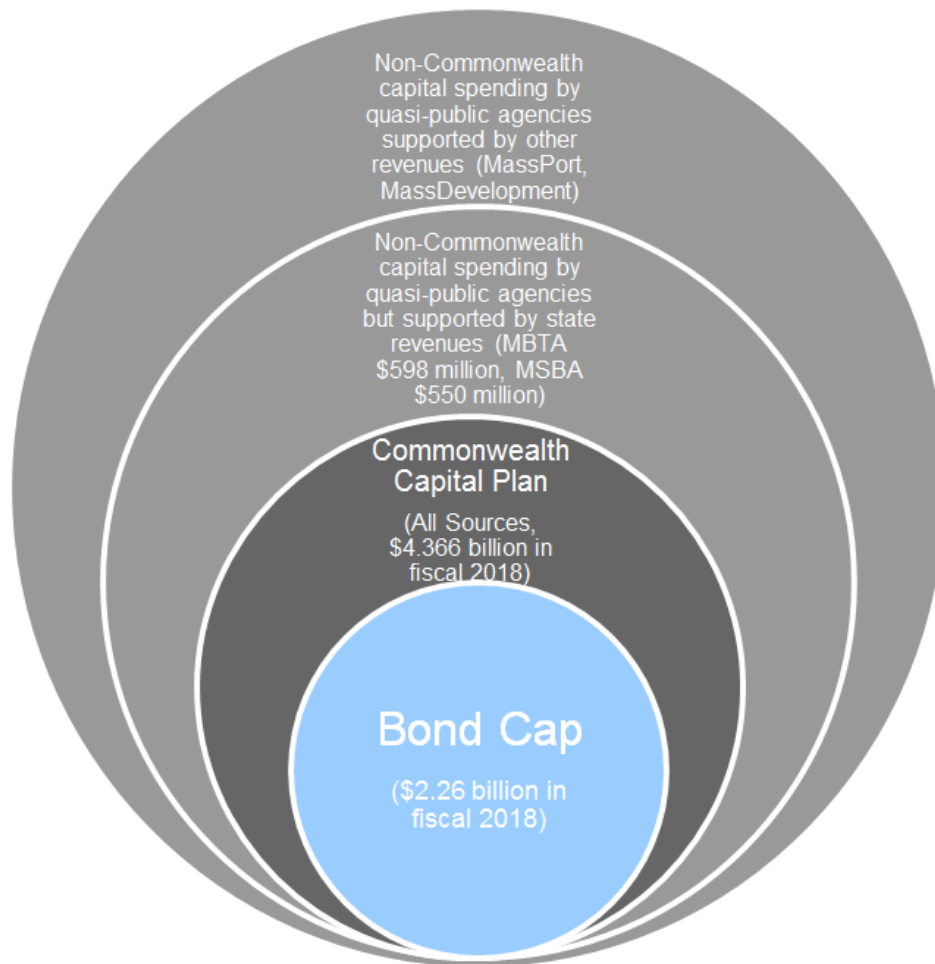 Non-Commonwealth
capital spending by
quasi-public agencies
supported by other
revenues (MassPort,
MassDevelopment)
Non-Commonwealth
capital spending by
quasi-public agencies
but supported by state
revenues (MBTA
$598 million, MSBA
$550 million)
Commonwealth
Capital Plan
(All Sources,
$4.366 billion in
fiscal 2018)
Bond Cap
($2.26 billion in
fiscal 2018)